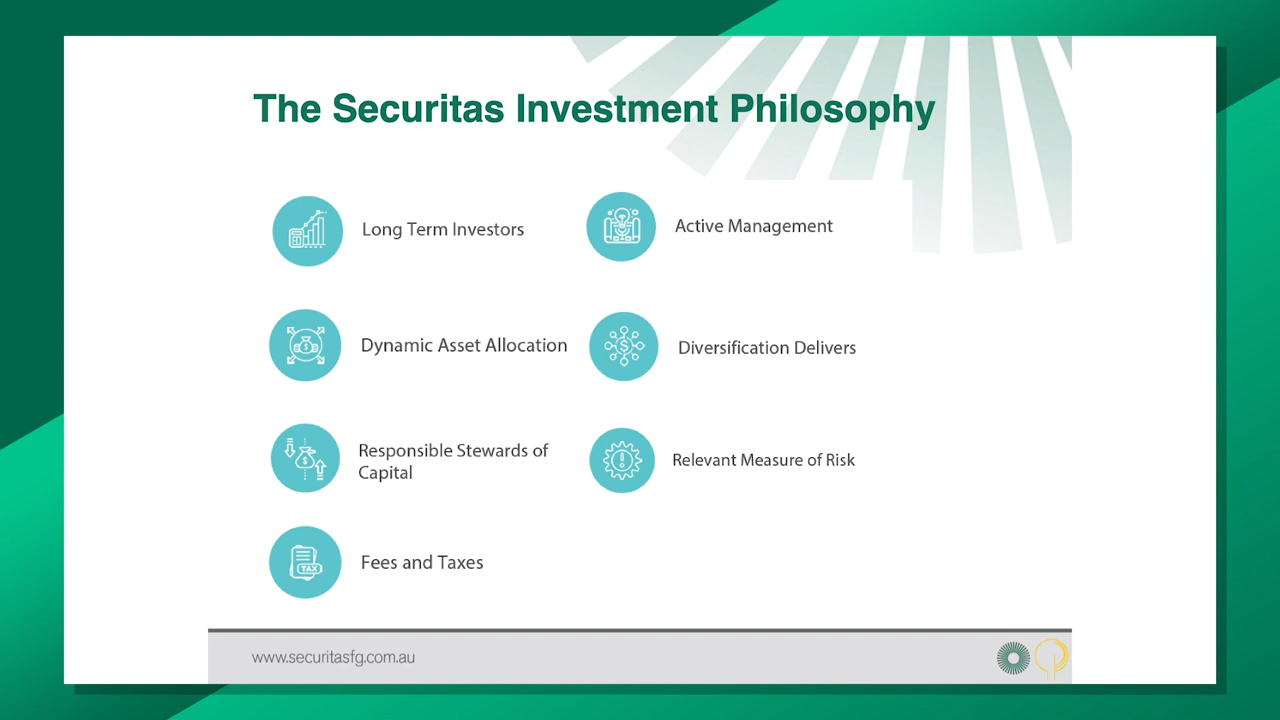 The Securitas Investment Philosophy
Long Term Investors
Active Management
Dynamic Asset Allocation
Diversification Delivers
Responsible Stewards of
Capital
Relevant Measure of Risk
TAX
Fees and Taxes
www.securitasfg.com.au